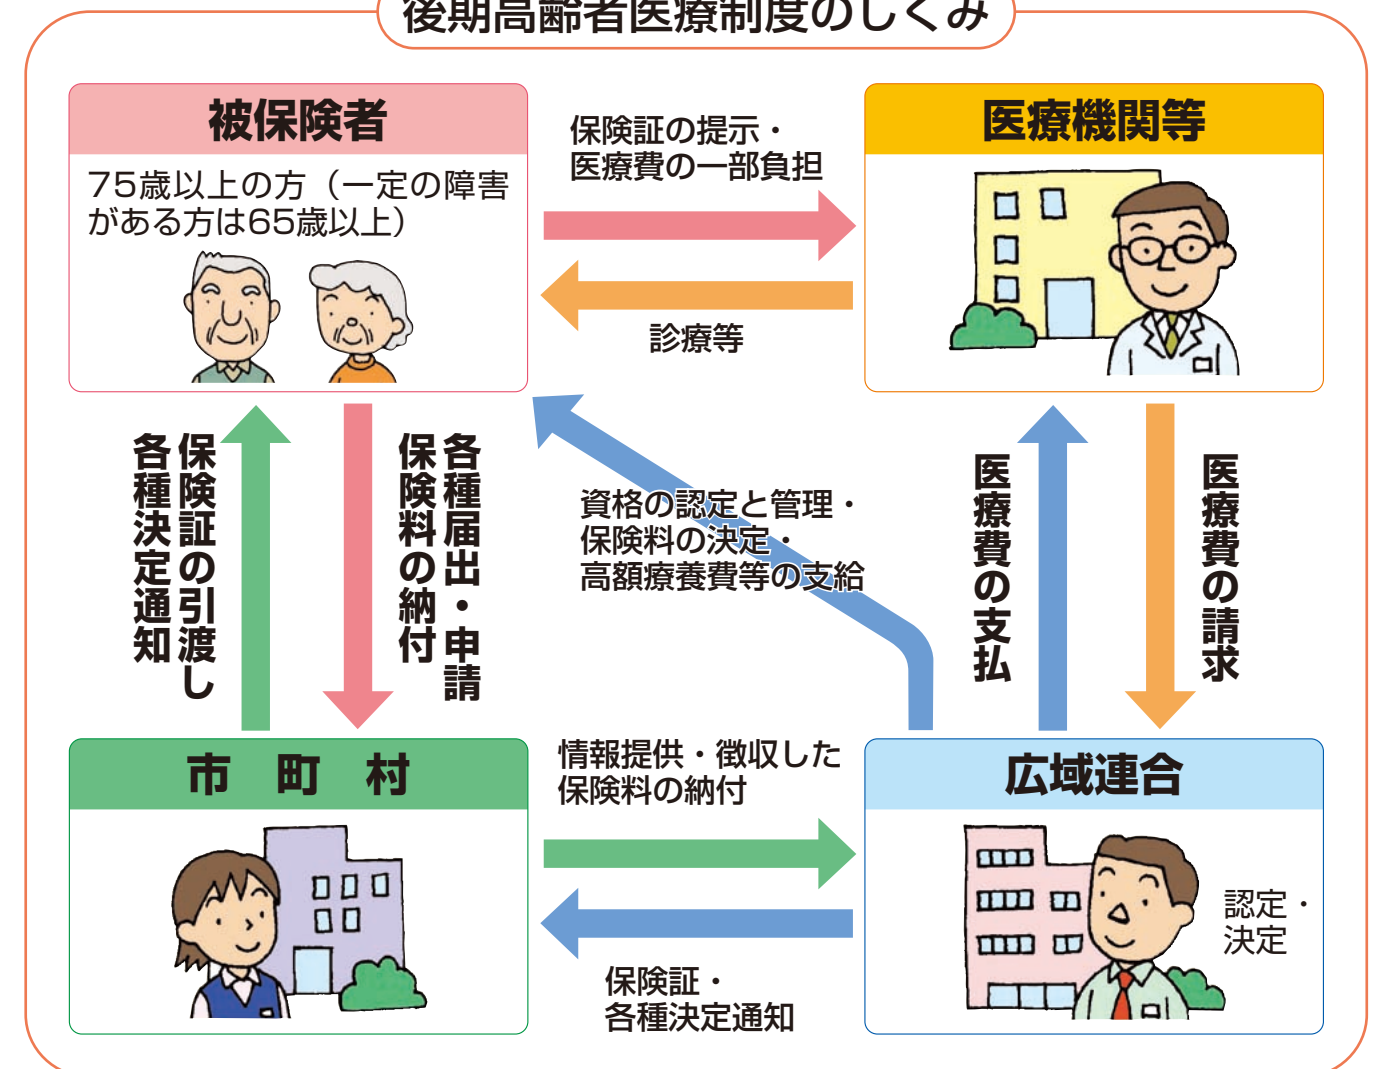 後期高齢者医療制度のしくみ
被保険者
75歳以上の方（一定の障害
がある方は65歳以上）
保険証の提示・
医療費の一部負担
診療等
医療機関等
保険証の引渡し
各種決定通知
各種届出・申請
保険料の納付
資格の認定と管理・
保険料の決定・
高額療養費等の支給
医療費の支払
医療費の請求
市町村
情報提供・徴収した
保険料の納付
保険証・
各種決定通知
広域連合
認定・
決定